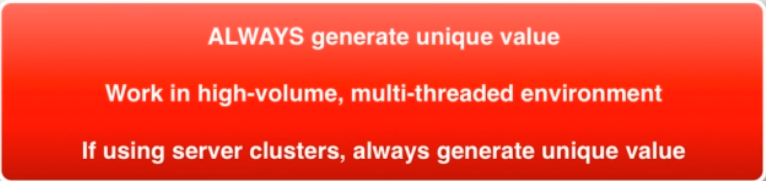 ALWAYS generate unique value
Work in high-volume, multi-threaded environment
If using server clusters, always generate unique value